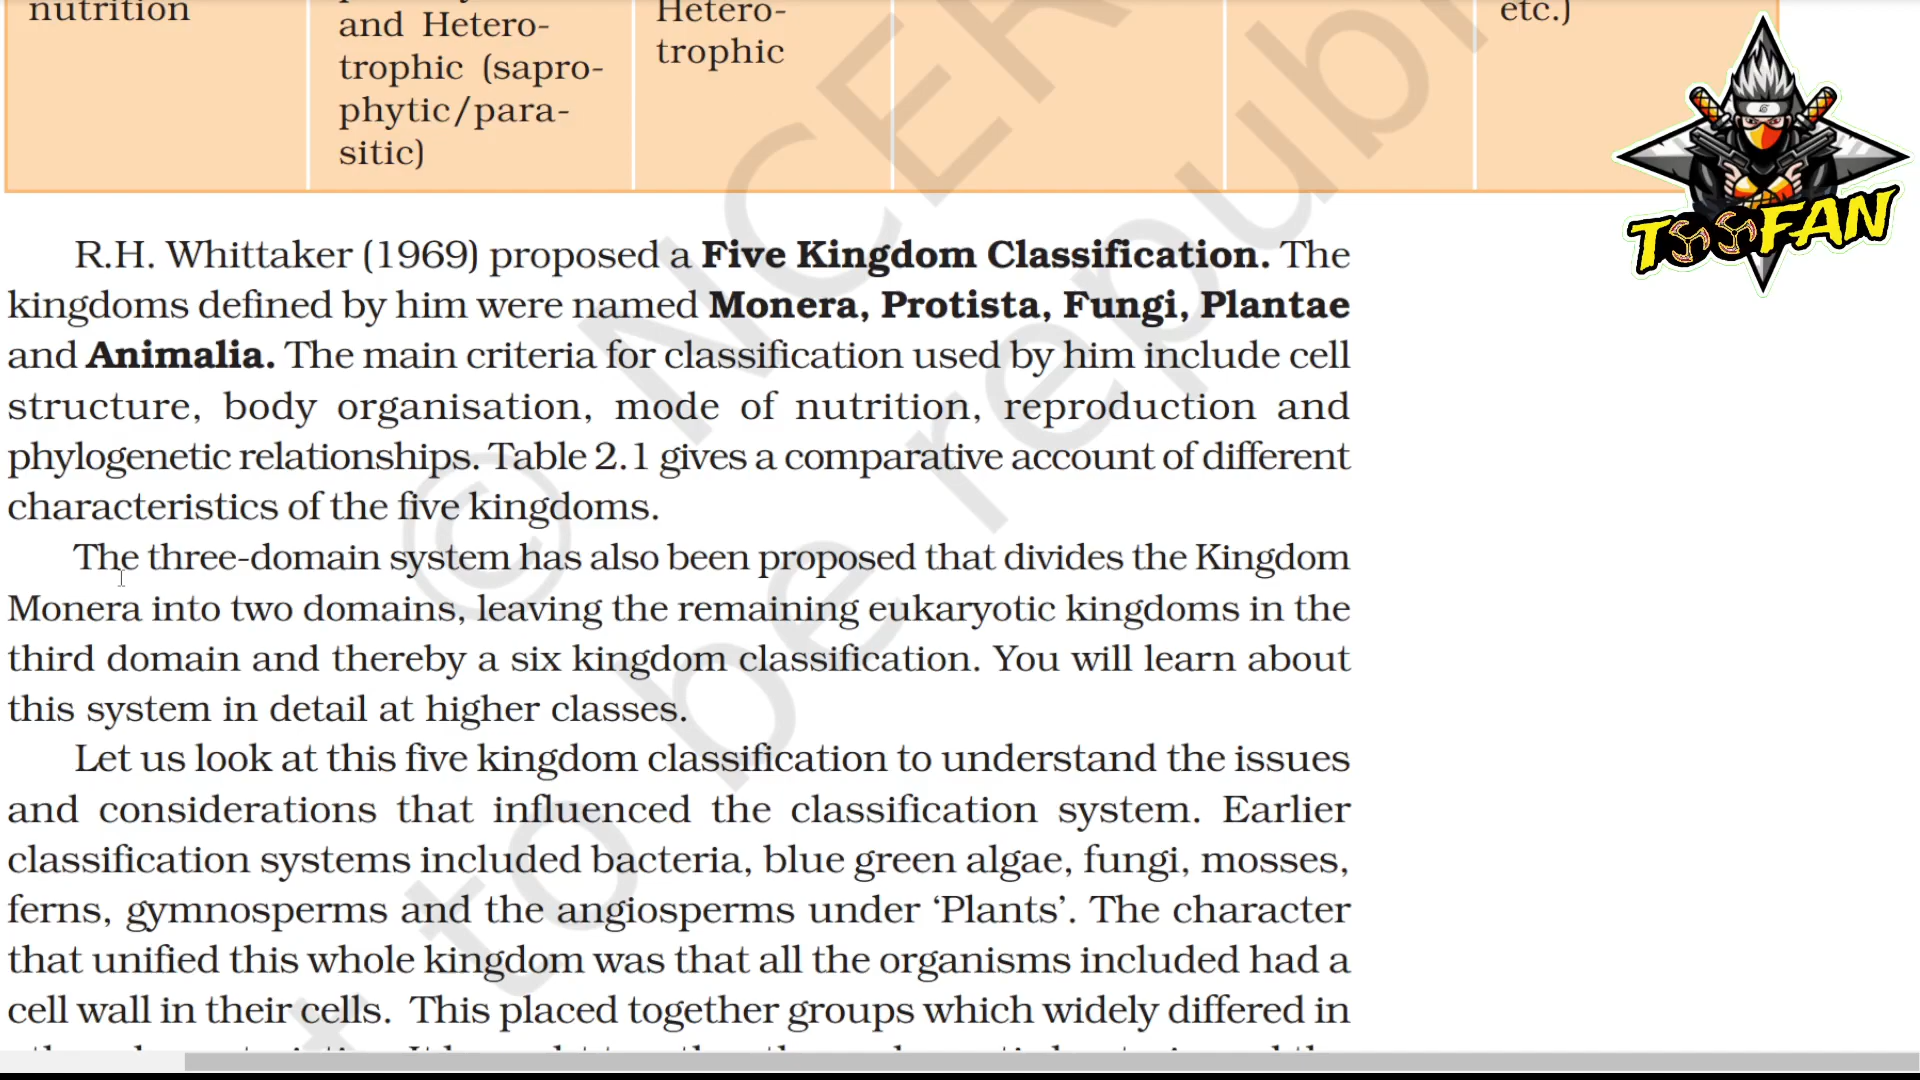 nutrition
and Hetero-
trophic (sapro-
phytic/para-
sitic)
Hetero-
trophic
etc.)
TOOFAN
R.H. Whittaker (1969) proposed a Five Kingdom Classification. The
kingdoms defined by him were named Monera, Protista, Fungi, Plantae
and Animalia. The main criteria for classification used by him include cell
structure, body organisation, mode of nutrition, reproduction and
phylogenetic relationships. Table 2.1 gives a comparative account of different
characteristics of the five kingdoms.
The three-domain system has also been proposed that divides the Kingdom
Monera into two domains, leaving the remaining eukaryotic kingdoms in the
third domain and thereby a six kingdom classification. You will learn about
this system in detail at higher classes.
Let us look at this five kingdom classification to understand the issues
and considerations that influenced the classification system. Earlier
classification systems included bacteria, blue green algae, fungi, mosses,
ferns, gymnosperms and the angiosperms under ‘Plants’. The character
that unified this whole kingdom was that all the organisms included had a
cell wall in their cells. This placed together groups which widely differed in
© NCER
to be republ